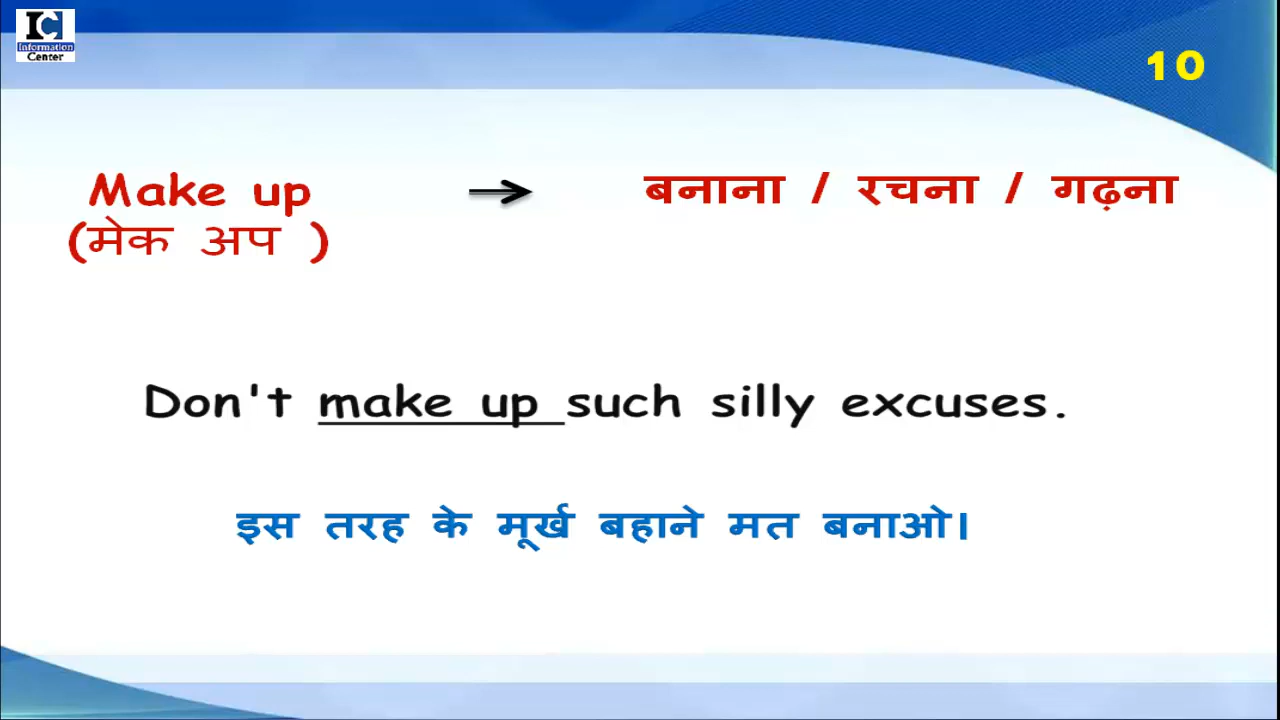 IC
Information
Center
10
Make up → बनाना / रचना / गढ़ना
(मेक अप )
Don't make up such silly excuses.
इस तरह के मूर्ख बहाने मत बनाओ।